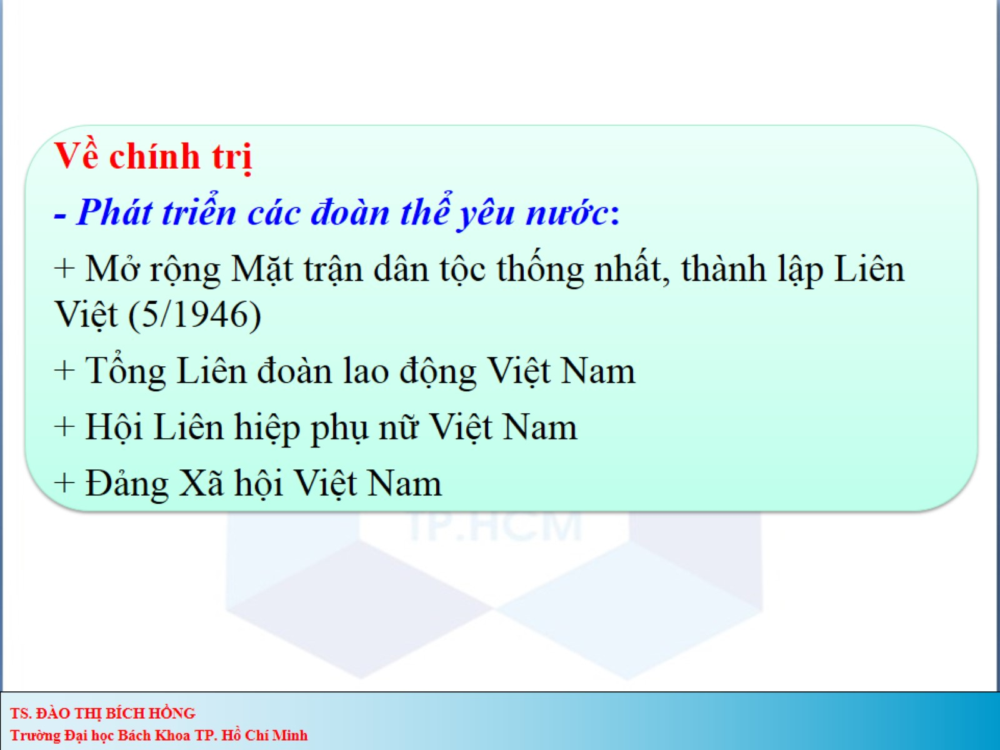 Về chính trị
- Phát triển các đoàn thể yêu nước:
+ Mở rộng Mặt trận dân tộc thống nhất, thành lập Liên
Việt (5/1946)
+ Tổng Liên đoàn lao động Việt Nam
+ Hội Liên hiệp phụ nữ Việt Nam
+ Đảng Xã hội Việt Nam
TP.HCM
TS. ĐÀO THỊ BÍCH HỒNG
Trường Đại học Bách Khoa TP. Hồ Chí Minh